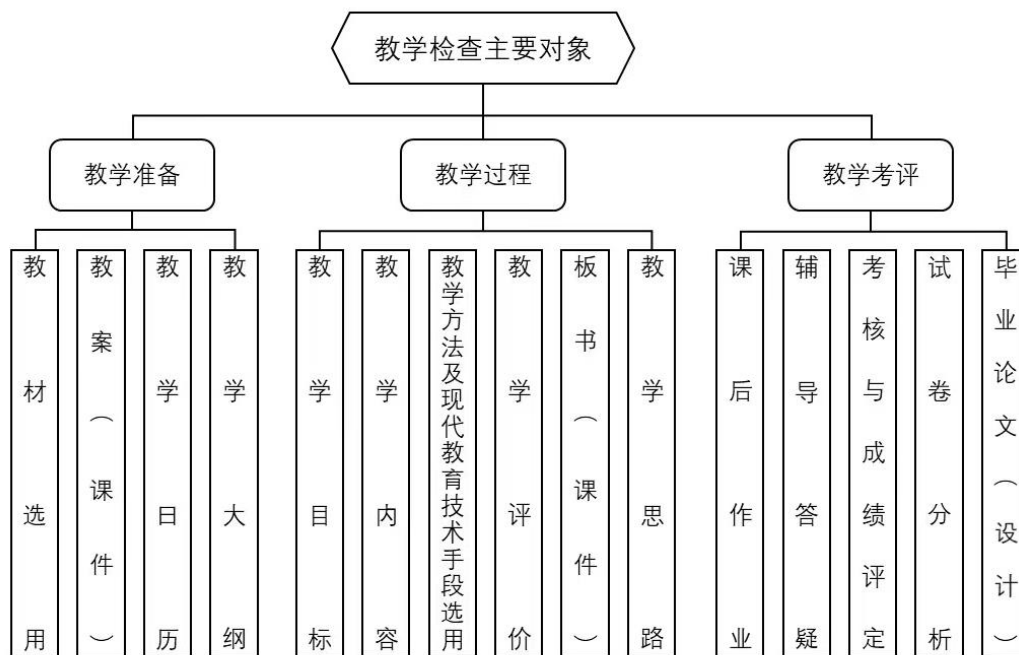 教学检查主要对象
教学准备
教学过程
教学考评
教材选用
教案（课件）
教学日历
教学大纲
教学目标
教学内容
教学方法及现代教育技术手段选用
教学评价
板书（课件）
教学思路
课后作业
辅导答疑
考核与成绩评定
试卷分析
毕业论文（设计）